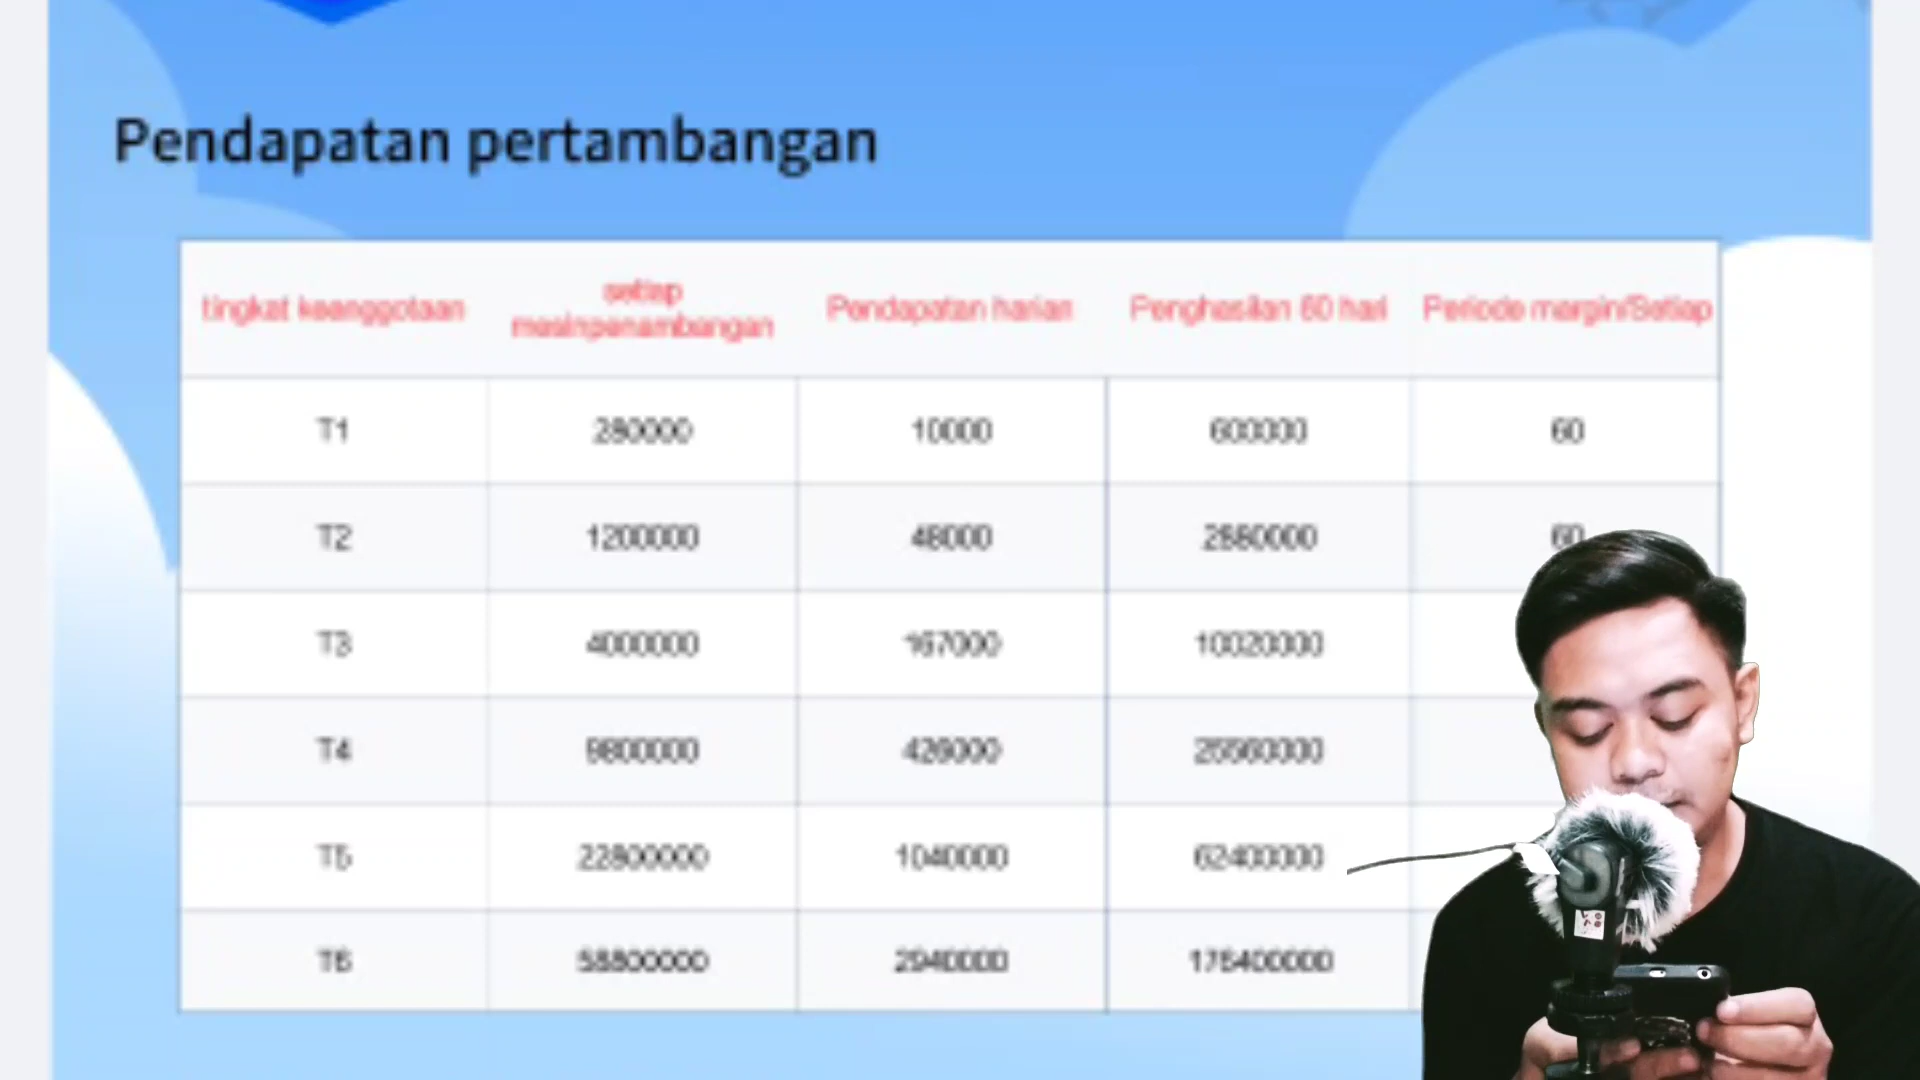 Pendapatan pertambangan
tingkat keanggotaan
setiap
mesinpenambangan
Pendapatan harian
Penghasilan 60 hari
Periode margin/Setiap
T1 280000 10000 600000 60
T2 1200000 48000 2880000 60
T3 4000000 167000 10020000
T4 9800000 426000 25560000
T5 22800000 1040000 62400000
T6 58800000 2940000 176400000